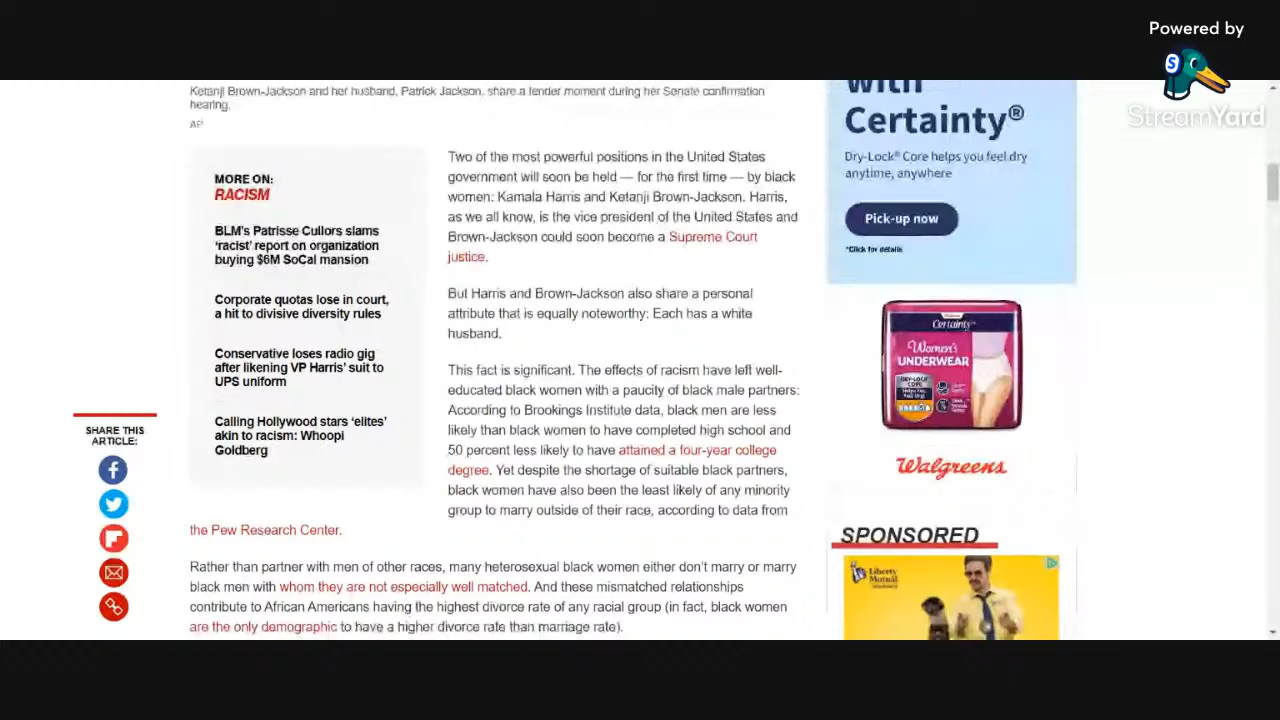 Powered by
StreamYard
Ketanji Brown-Jackson and her husband, Patrick Jackson, share a tender moment during her Senate confirmation
hearing.
AP
MORE ON:
RACISM
BLM's Patrisse Cullors slams
'racist' report on organization
buying $6M SoCal mansion
Corporate quotas lose in court,
a hit to divisive diversity rules
Conservative loses radio gig
after likening VP Harris' suit to
UPS uniform
Calling Hollywood stars 'elites'
akin to racism: Whoopi
Goldberg
SHARE THIS
ARTICLE:
Two of the most powerful positions in the United States
government will soon be held — for the first time — by black
women: Kamala Harris and Ketanji Brown-Jackson. Harris,
as we all know, is the vice president of the United States and
Brown-Jackson could soon become a Supreme Court
justice.
But Harris and Brown-Jackson also share a personal
attribute that is equally noteworthy: Each has a white
husband.
This fact is significant. The effects of racism have left well-
educated black women with a paucity of black male partners:
According to Brookings Institute data, black men are less
likely than black women to have completed high school and
50 percent less likely to have attained a four-year college
degree. Yet despite the shortage of suitable black partners,
black women have also been the least likely of any minority
group to marry outside of their race, according to data from
the Pew Research Center.
Rather than partner with men of other races, many heterosexual black women either don't marry or marry
black men with whom they are not especially well matched. And these mismatched relationships
contribute to African Americans having the highest divorce rate of any racial group (in fact, black women
are the only demographic to have a higher divorce rate than marriage rate).
with
Certainty®
Dry-Lock® Core helps you feel dry
anytime, anywhere
Pick-up now
*Click for details
Certainty
Women's
UNDERWEAR
Walgreens
SPONSORED
Liberty
Mutual